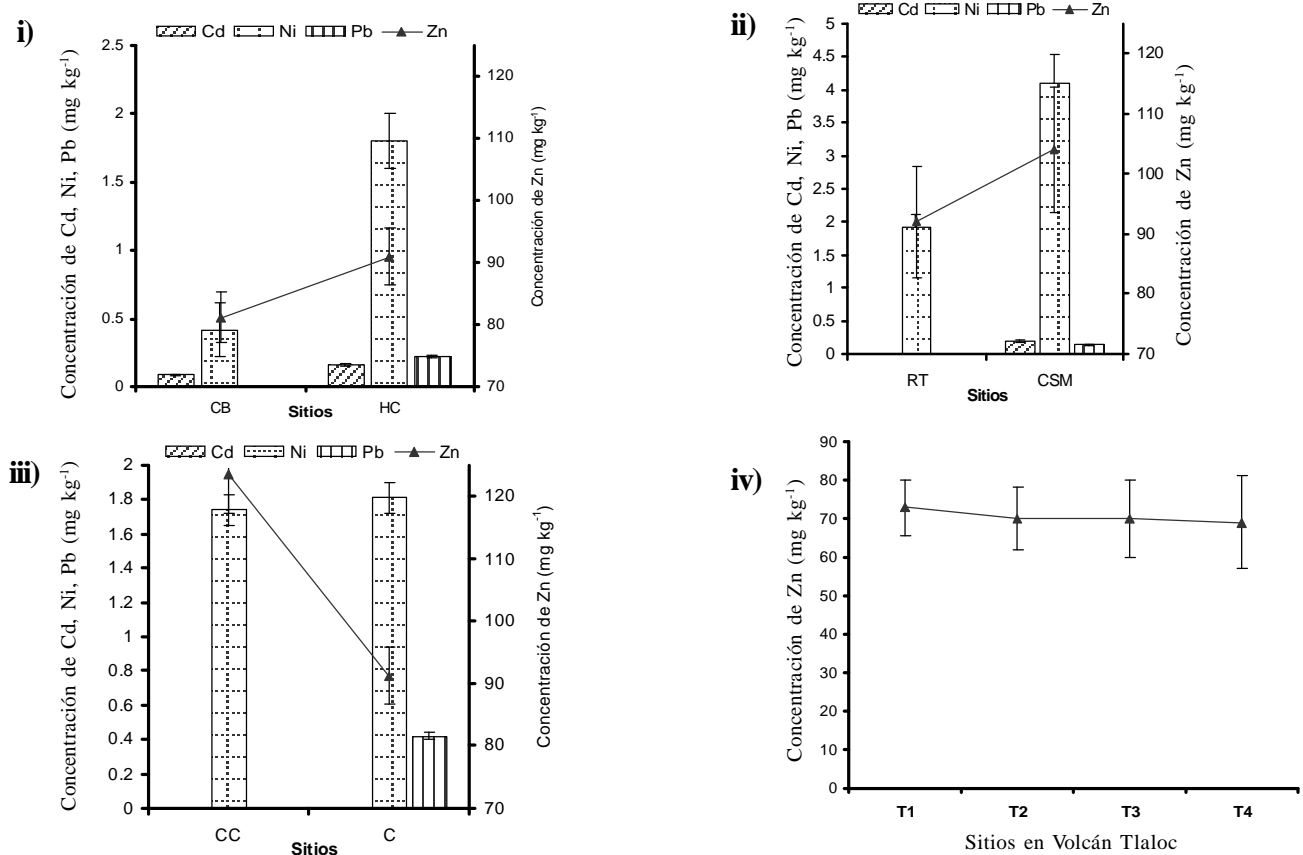 i)
Cd Ni Pb Zn
Concentración de Cd, Ni, Pb (mg kg-1)
2.5
2
1.5
1
0.5
0
120
110
100
90
80
70
Concentración de Zn (mg kg-1)
CB HC
Sitios
ii)
Cd Ni Pb Zn
Concentración de Cd, Ni, Pb (mg kg-1)
5
4.5
4
3.5
3
2.5
2
1.5
1
0.5
0
120
110
100
90
80
70
Concentración de Zn (mg kg-1)
RT CSM
Sitios
iii)
Cd Ni Pb Zn
Concentración de Cd, Ni, Pb (mg kg-1)
2
1.8
1.6
1.4
1.2
1
0.8
0.6
0.4
0.2
0
120
110
100
90
80
70
Concentración de Zn (mg kg-1)
CC C
Sitios
iv)
Concentración de Zn (mg kg-1)
90
80
70
60
50
40
30
20
10
0
T1 T2 T3 T4
Sitios en Volcán Tlaloc